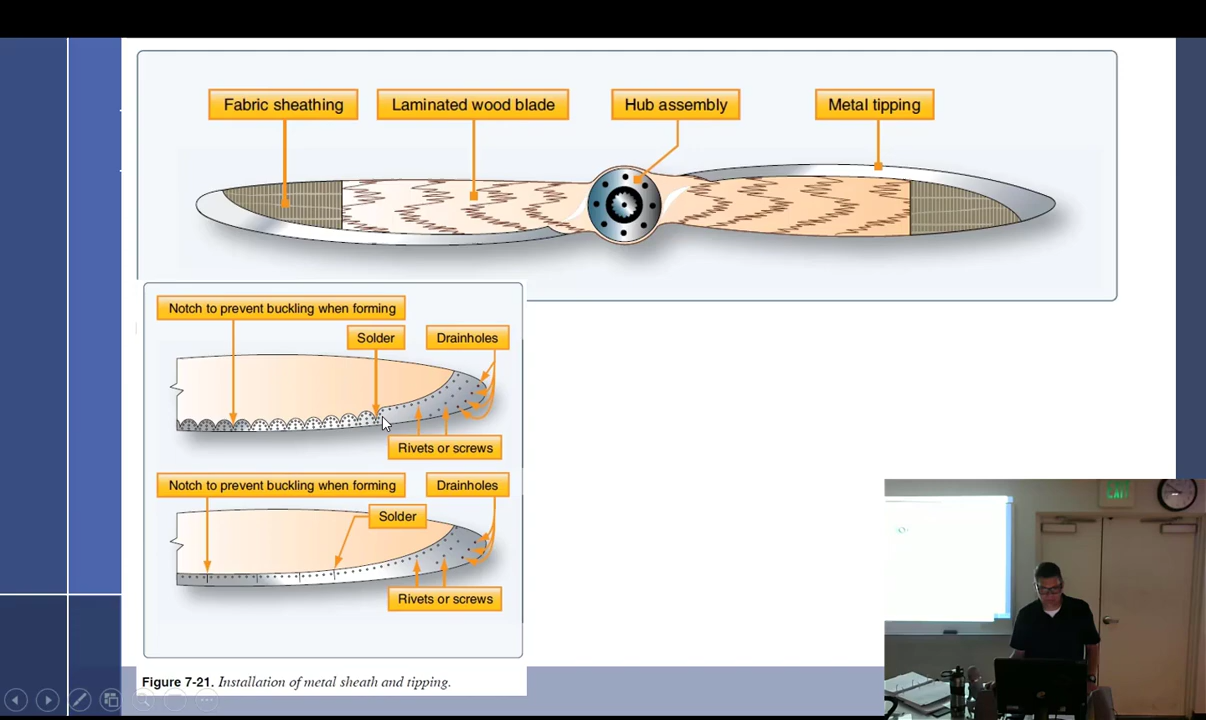 Fabric sheathing
Laminated wood blade
Hub assembly
Metal tipping
Notch to prevent buckling when forming
Solder
Drainholes
Rivets or screws
Notch to prevent buckling when forming
Drainholes
Solder
Rivets or screws
Figure 7-21. Installation of metal sheath and tipping.
EXIT